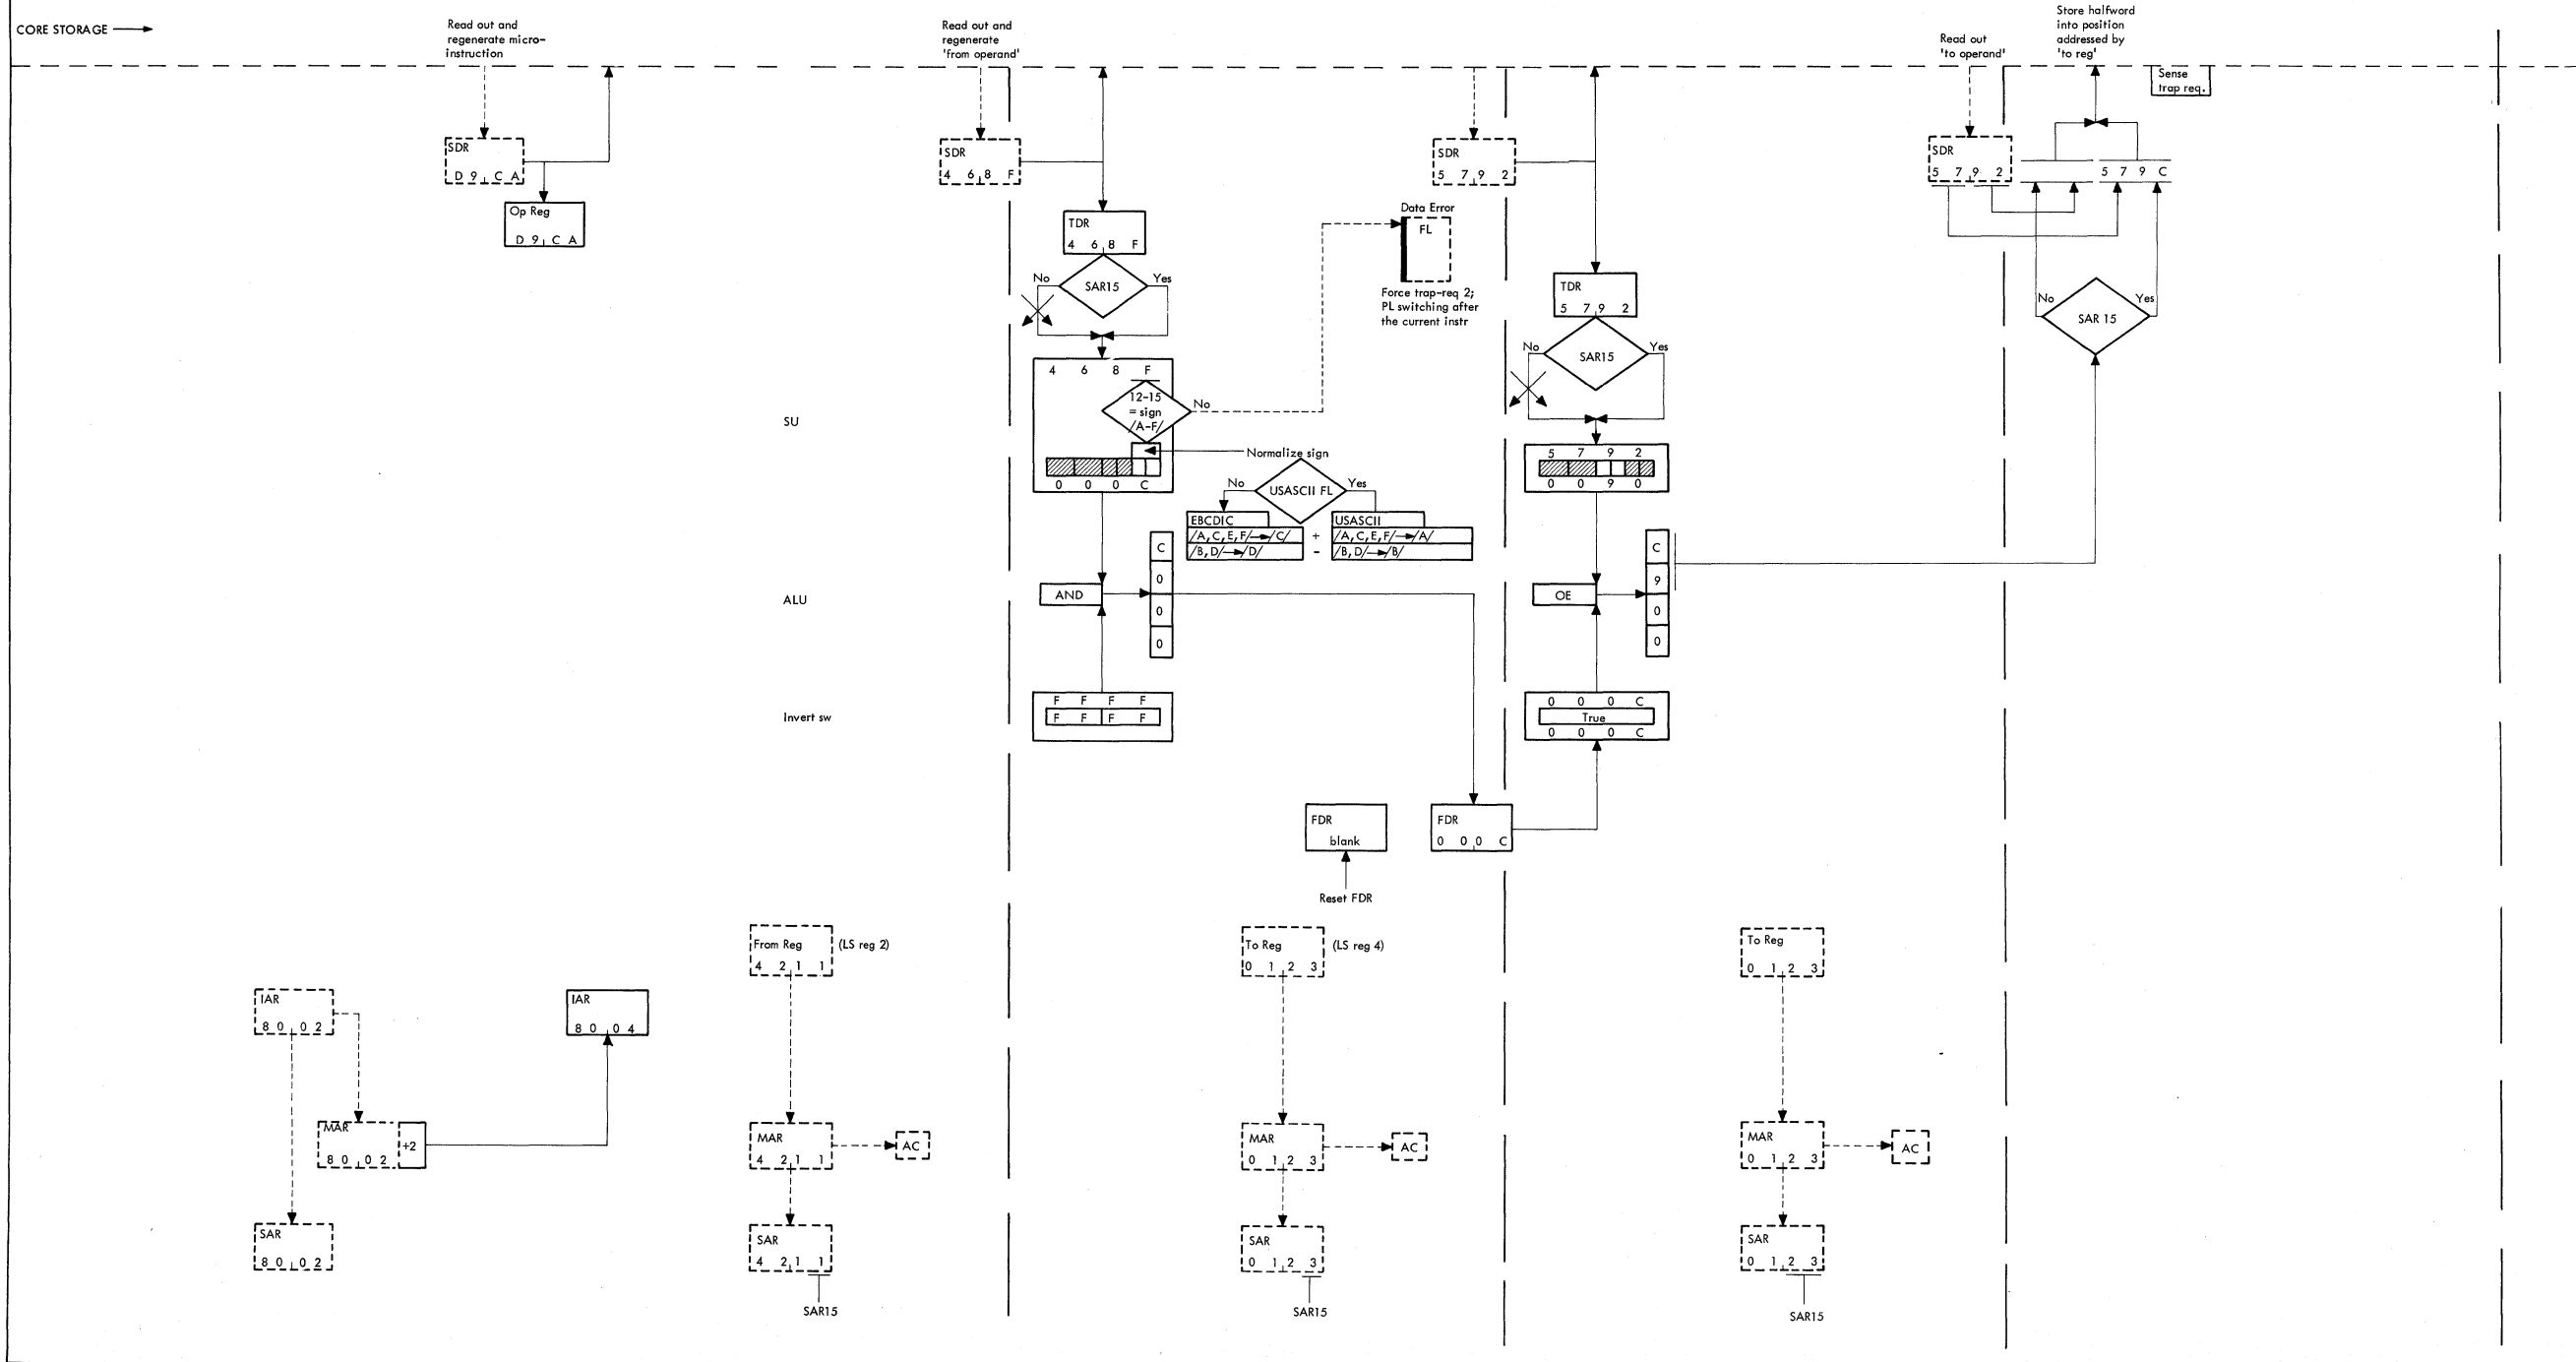 CORE STORAGE
Read out and
regenerate micro-
instruction
Read out and
regenerate
'from operand'
Read out
'to operand'
Store halfword
into position
addressed by
'to reg'
Sense
trap req.
SDR
D 9 C A
Op Reg
D 9 C A
SDR
4 6 8 F
TDR
4 6 8 F
No
SAR15
Yes
4 6 8 F
12-15
= sign
/A-F/
No
Normalize sign
0 0 0 C
Data Error
FL
Force trap-req 2;
PL switching after
the current instr
No
USASCII FL
Yes
EBCDIC
/A,C,E,F/ /C/
/B,D/ /D/
+
-
USASCII
/A,C,E,F/ /A/
/B,D/ /B/
SDR
5 7 9 2
TDR
5 7 9 2
No
SAR15
Yes
5 7 9 2
0 0 9 0
SDR
5 7 9 2
5 7 9 C
No
SAR 15
Yes
SU
ALU
AND
C
0
0
0
OE
C
9
0
0
Invert sw
F F F F
F F F F
0 0 0 C
True
0 0 0 C
FDR
blank
Reset FDR
FDR
0 0 0 C
From Reg
4 2 1 1
(LS reg 2)
To Reg
0 1 2 3
(LS reg 4)
To Reg
0 1 2 3
IAR
8 0 0 2
IAR
8 0 0 4
MAR
8 0 0 2
+2
MAR
4 2 1 1
AC
MAR
0 1 2 3
AC
MAR
0 1 2 3
AC
SAR
8 0 0 2
SAR
4 2 1 1
SAR15
SAR
0 1 2 3
SAR15
SAR
0 1 2 3
SAR15